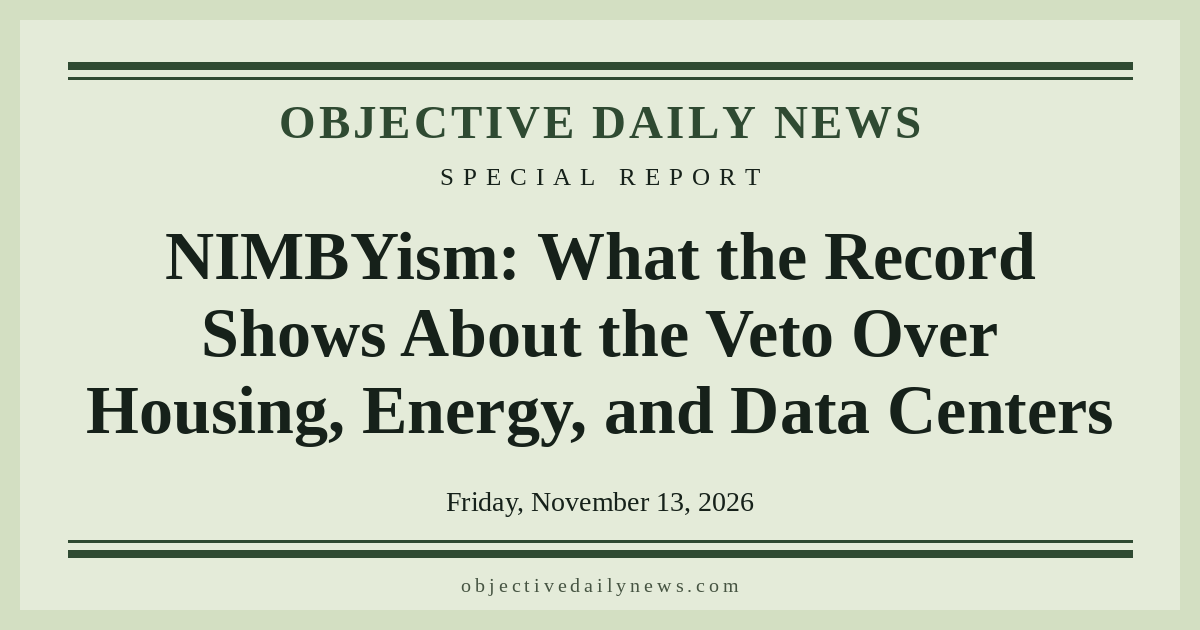 OBJECTIVE DAILY NEWS
SPECIAL REPORT
NIMBYism: What the Record
Shows About the Veto Over
Housing, Energy, and Data Centers
Friday, November 13, 2026
objectivedailynews.com